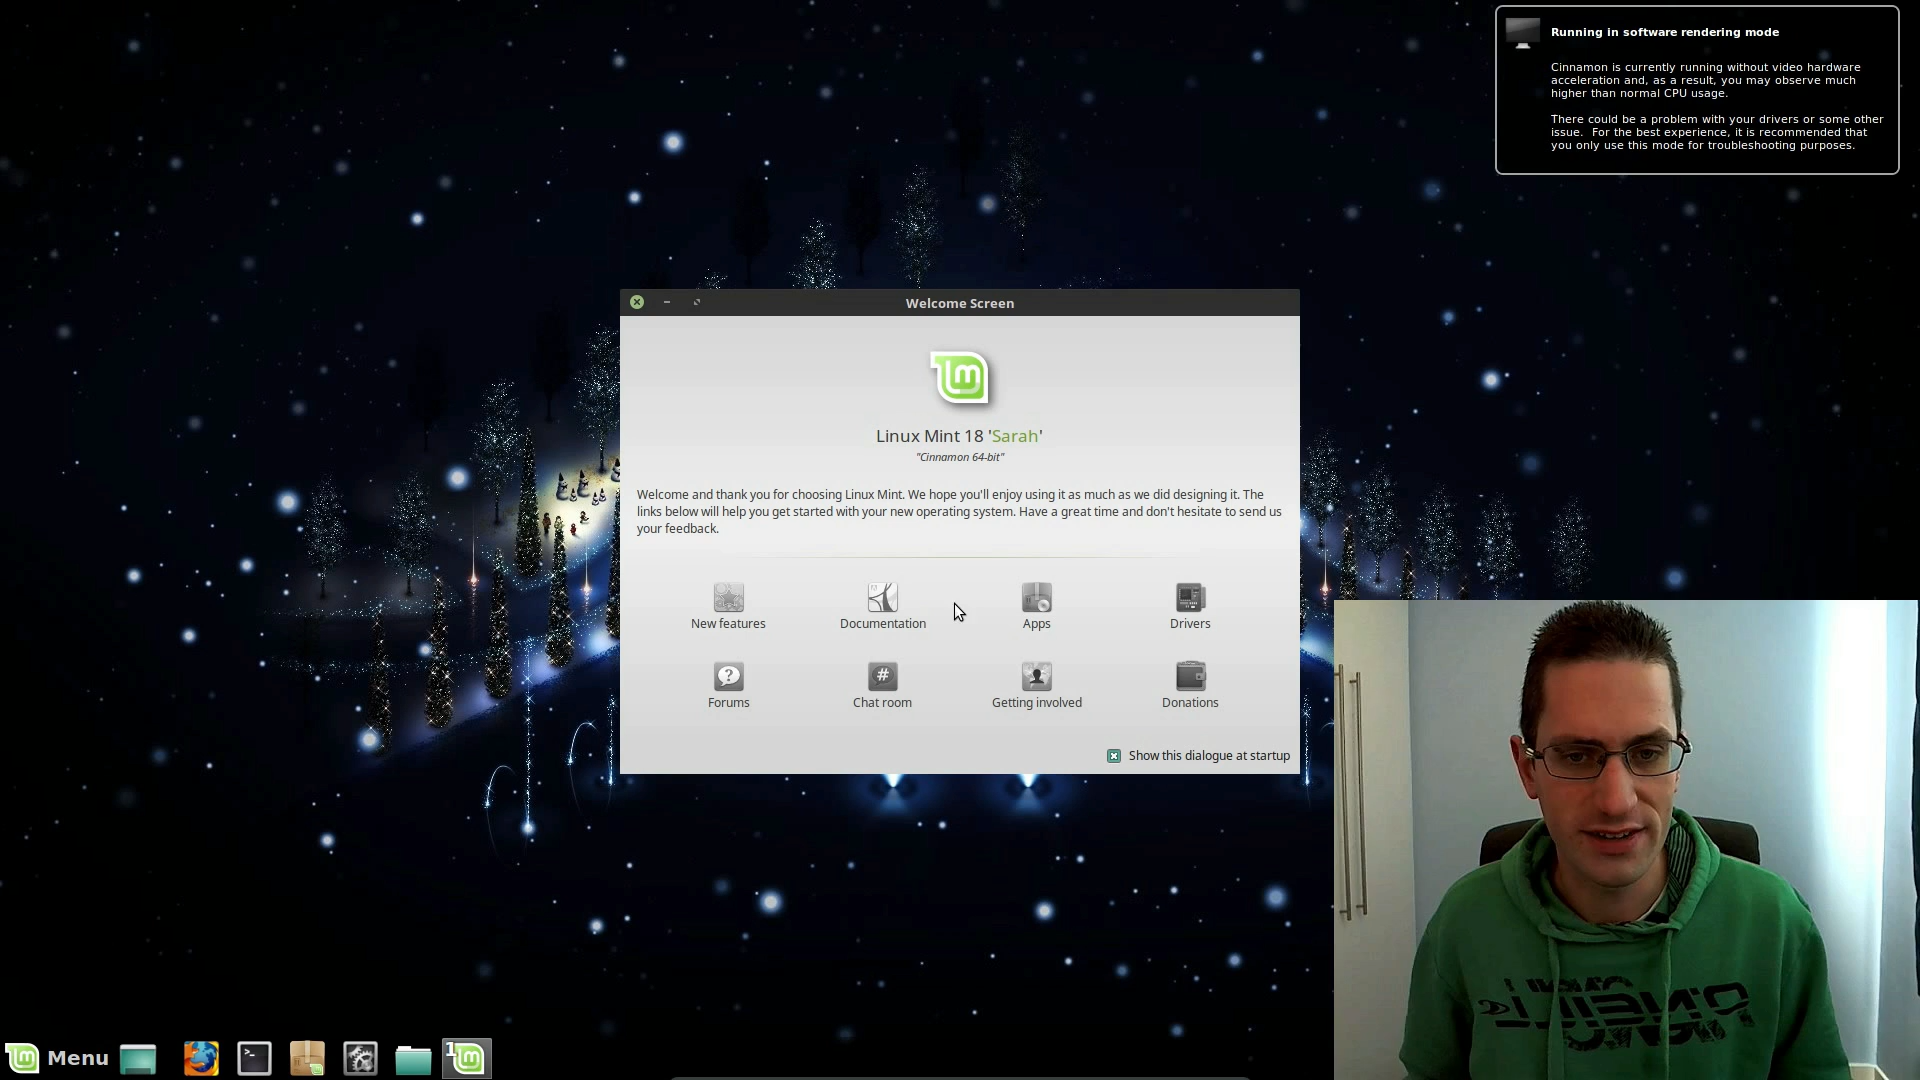 Running in software rendering mode
Cinnamon is currently running without video hardware
acceleration and, as a result, you may observe much
higher than normal CPU usage.
There could be a problem with your drivers or some other
issue.  For the best experience, it is recommended that
you only use this mode for troubleshooting purposes.
Welcome Screen
Linux Mint 18 'Sarah'
"Cinnamon 64-bit"
Welcome and thank you for choosing Linux Mint. We hope you'll enjoy using it as much as we did designing it. The
links below will help you get started with your new operating system. Have a great time and don't hesitate to send us
your feedback.
New features
Documentation
Apps
Drivers
Forums
Chat room
Getting involved
Donations
Show this dialogue at startup
Menu
1